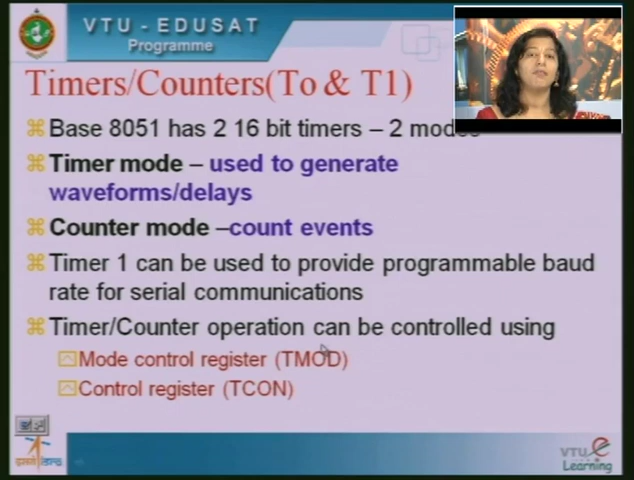 VTU - EDUSAT
Programme
Timers/Counters(To & T1)
Base 8051 has 2 16 bit timers – 2 modes
Timer mode – used to generate
waveforms/delays
Counter mode –count events
Timer 1 can be used to provide programmable baud
rate for serial communications
Timer/Counter operation can be controlled using
Mode control register (TMOD)
Control register (TCON)
VTU e
Learning